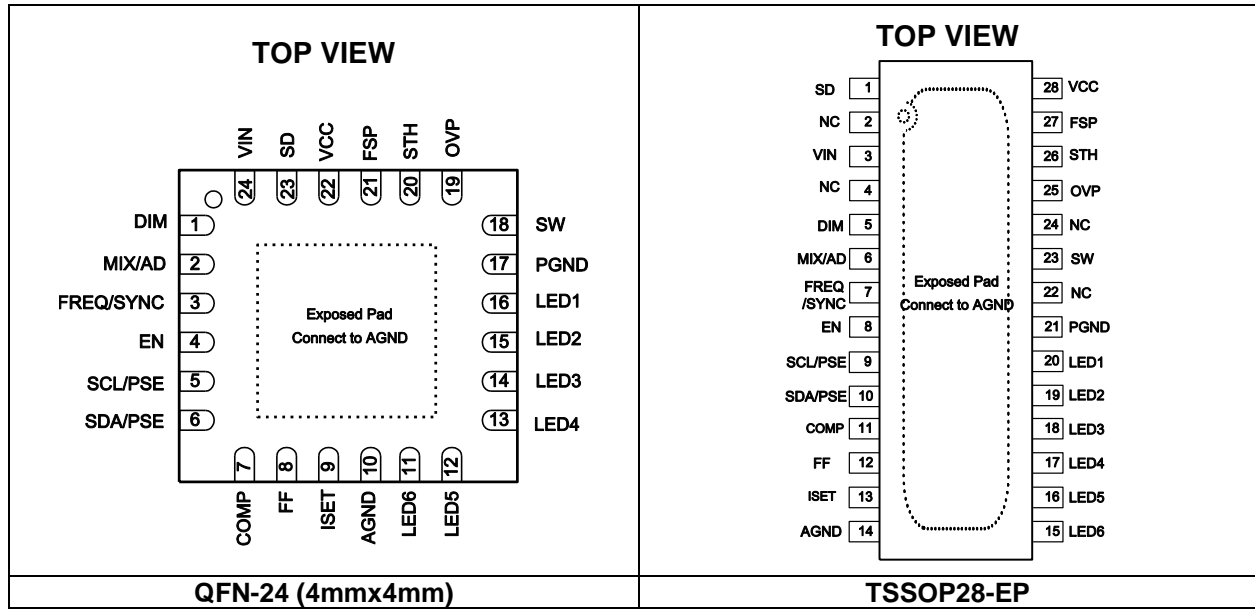 TOP VIEW
VIN SD VCC FSP STH OVP
24 23 22 21 20 19
DIM 1
MIX/AD 2
FREQ/SYNC 3
EN 4
SCL/PSE 5
SDA/PSE 6
18 SW
17 PGND
16 LED1
15 LED2
14 LED3
13 LED4
Exposed Pad
Connect to AGND
7 8 9 10 11 12
COMP FF ISET AGND LED6 LED5
QFN-24 (4mmx4mm)
TOP VIEW
SD 1
NC 2
VIN 3
NC 4
DIM 5
MIX/AD 6
FREQ
/SYNC 7
EN 8
SCL/PSE 9
SDA/PSE 10
COMP 11
FF 12
ISET 13
AGND 14
Exposed Pad
Connect to AGND
28 VCC
27 FSP
26 STH
25 OVP
24 NC
23 SW
22 NC
21 PGND
20 LED1
19 LED2
18 LED3
17 LED4
16 LED5
15 LED6
TSSOP28-EP